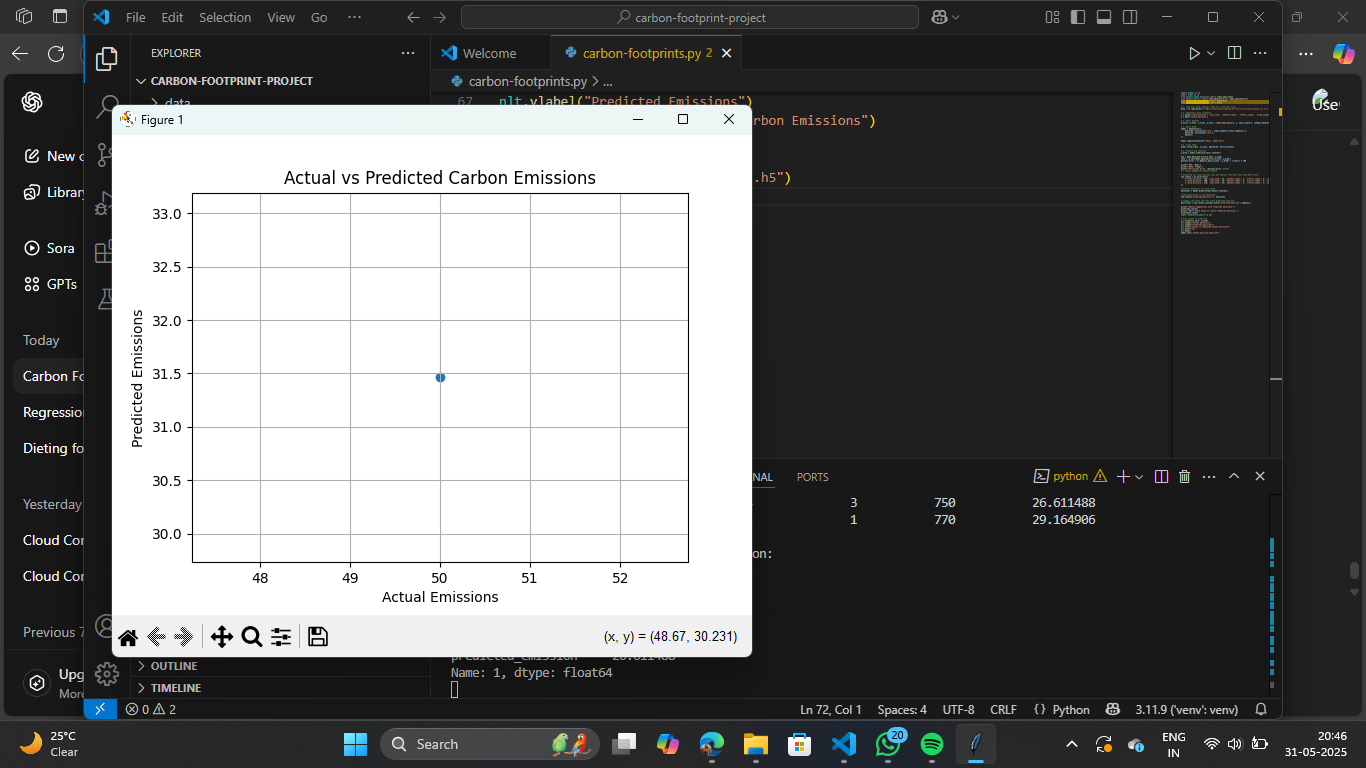 File Edit Selection View Go ··· carbon-footprint-project
EXPLORER ···
CARBON-FOOTPRINT-PROJECT
data
Welcome
carbon-footprints.py 2
carbon-footprints.py > ...
67 plt.ylabel("Predicted Emissions")
rbon Emissions")
.h5")
New c
Librar
Sora
GPTs
Today
Carbon Fo
Regression
Dieting fo
Yesterday
Cloud Cor
Cloud Cor
Previous 7
Upg
More
Use
Figure 1
Actual vs Predicted Carbon Emissions
Predicted Emissions
33.0
32.5
32.0
31.5
31.0
30.5
30.0
48 49 50 51 52
Actual Emissions
(x, y) = (48.67, 30.231)
NAL PORTS
python
3 750 26.611488
1 770 29.164906
on:
Name: 1, dtype: float64
OUTLINE
TIMELINE
0 2
Ln 72, Col 1 Spaces: 4 UTF-8 CRLF { } Python 3.11.9 ('venv': venv)
25°C
Clear
Search
20
ENG
IN
20:46
31-05-2025